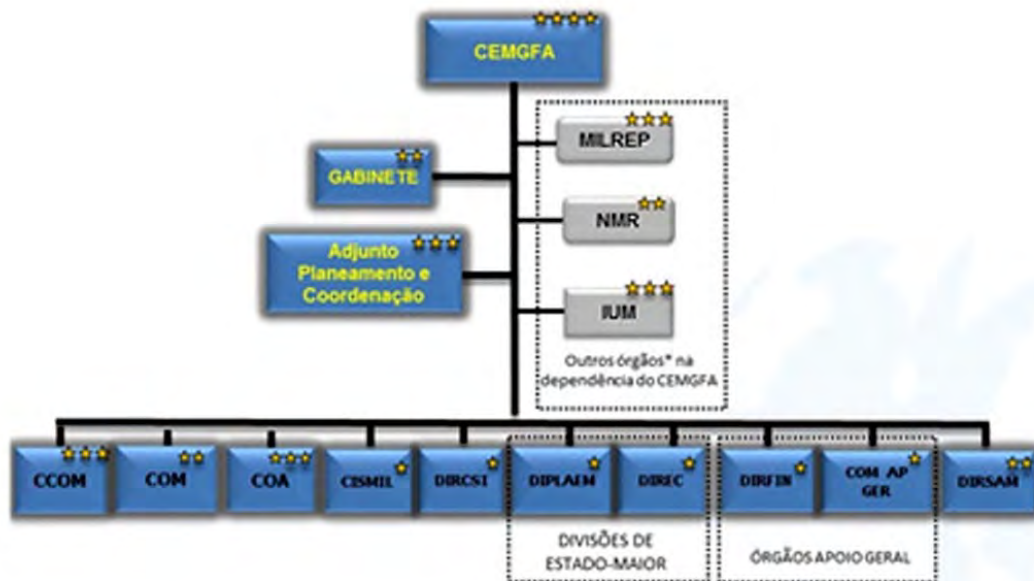 CEMGFA
MILREP
GABINETE
NMR
Adjunto
Planeamento e
Coordenação
IUM
Outros órgãos* na
dependência do CEMGFA
CCOM
COM
COA
CISMIL
DIRCSI
DIPLAEM
DIREC
DIRFIN
COM AP
GER
DIRSAM
DIVISÕES DE
ESTADO-MAIOR
ÓRGÃOS APOIO GERAL